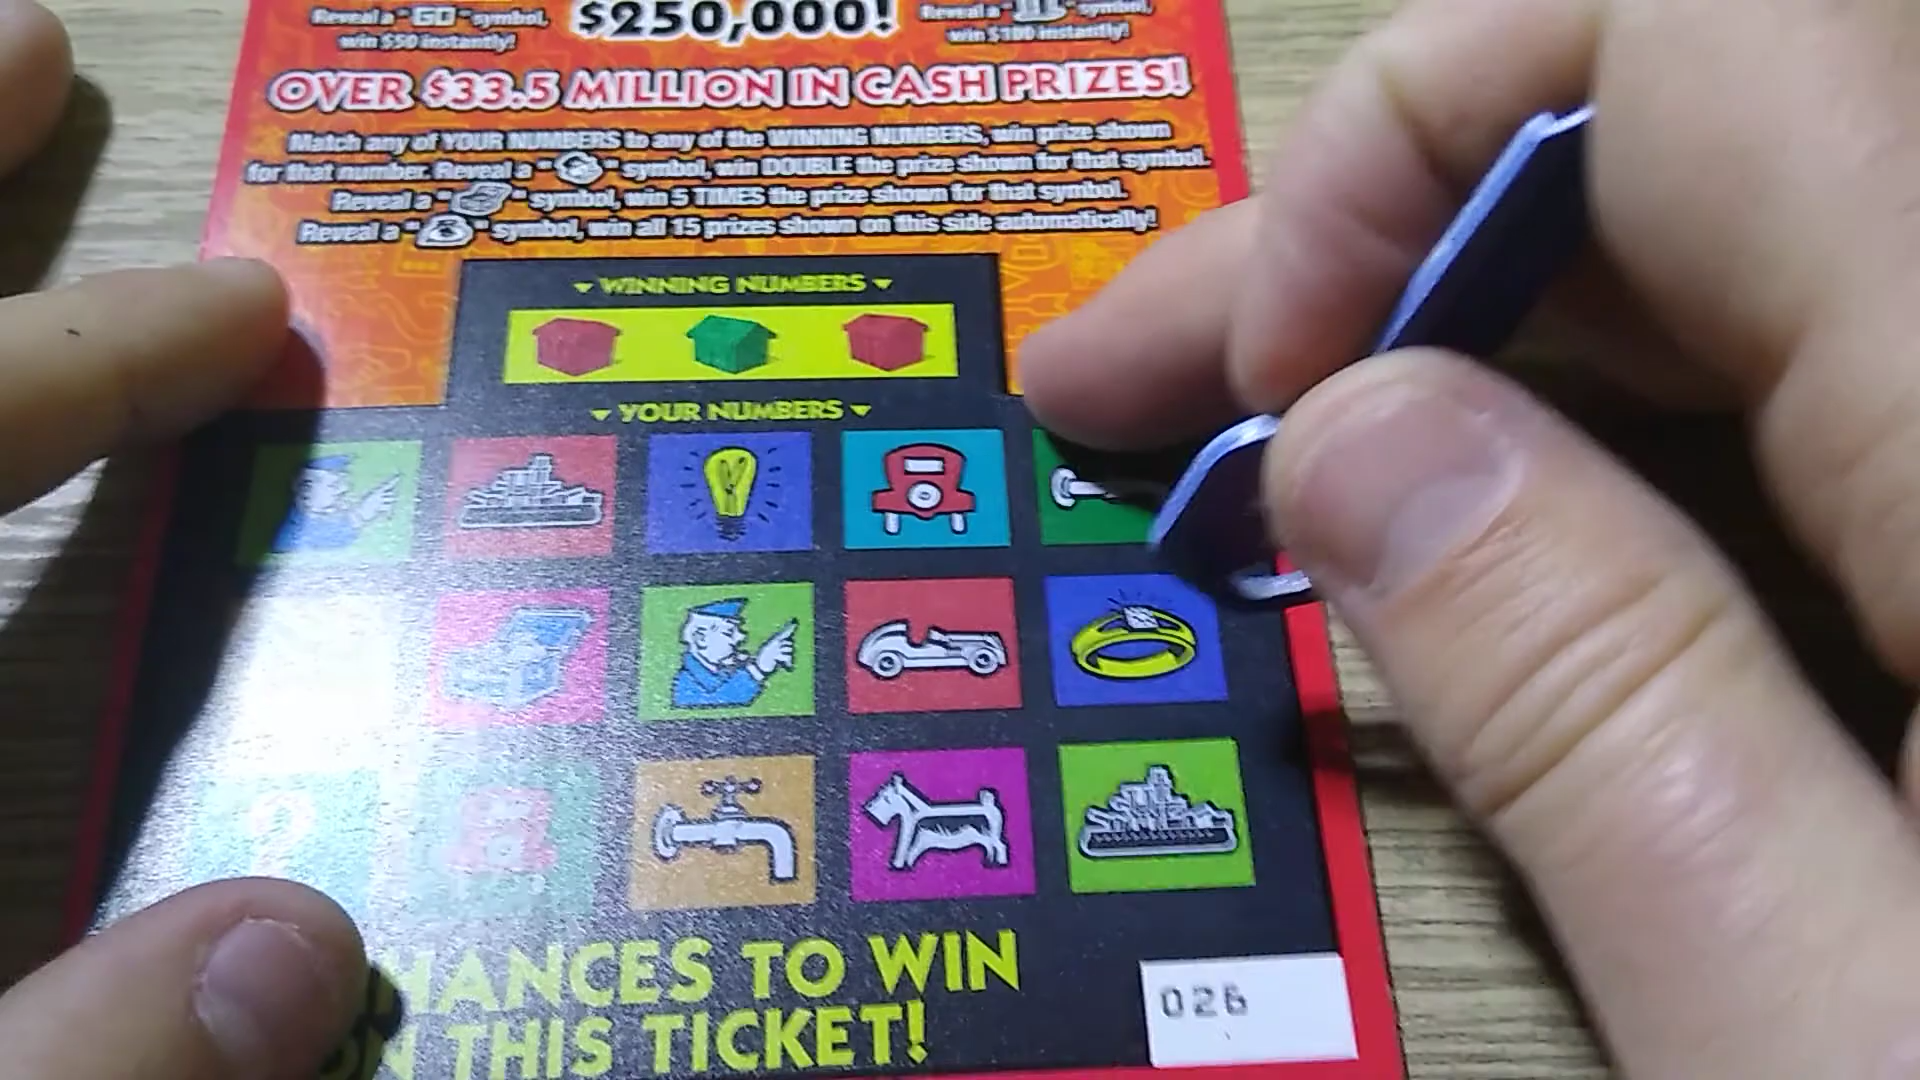 Reveal a "GO" symbol,
win $50 instantly!
$250,000!
Reveal a " " symbol,
win $100 instantly!
OVER $33.5 MILLION IN CASH PRIZES!
Match any of YOUR NUMBERS to any of the WINNING NUMBERS, win prize shown
for that number. Reveal a " " symbol, win DOUBLE the prize shown for that symbol.
Reveal a " " symbol, win 5 TIMES the prize shown for that symbol.
Reveal a " " symbol, win all 15 prizes shown on this side automatically!
WINNING NUMBERS
YOUR NUMBERS
HANCES TO WIN
ON THIS TICKET!
026